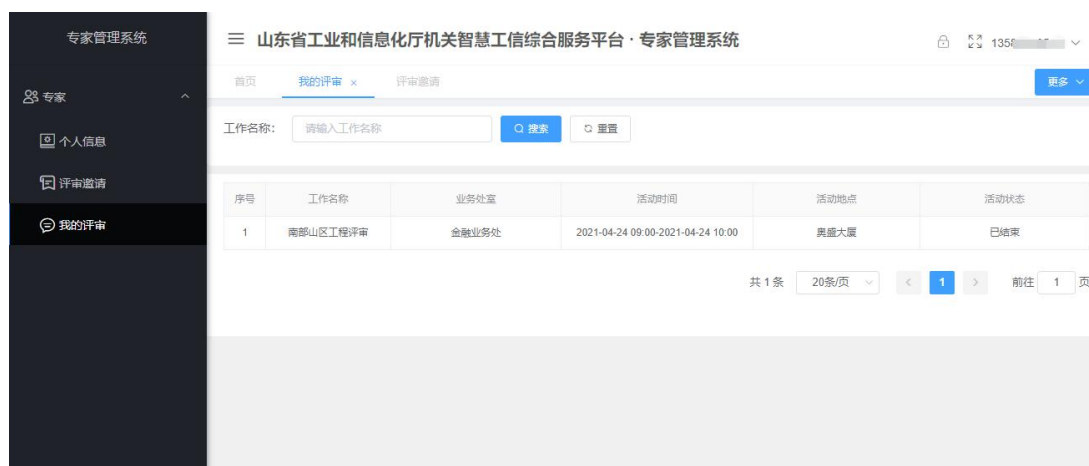 专家管理系统
山东省工业和信息化厅机关智慧工信综合服务平台 · 专家管理系统
专家
个人信息
评审邀请
我的评审
首页 我的评审 × 评审邀请 更多
工作名称： 请输入工作名称 搜索 重置
序号 工作名称 业务处室 活动时间 活动地点 活动状态
1 南部山区工程评审 金融业务处 2021-04-24 09:00-2021-04-24 10:00 奥盛大厦 已结束
共 1 条 20条/页 < 1 > 前往 1 页